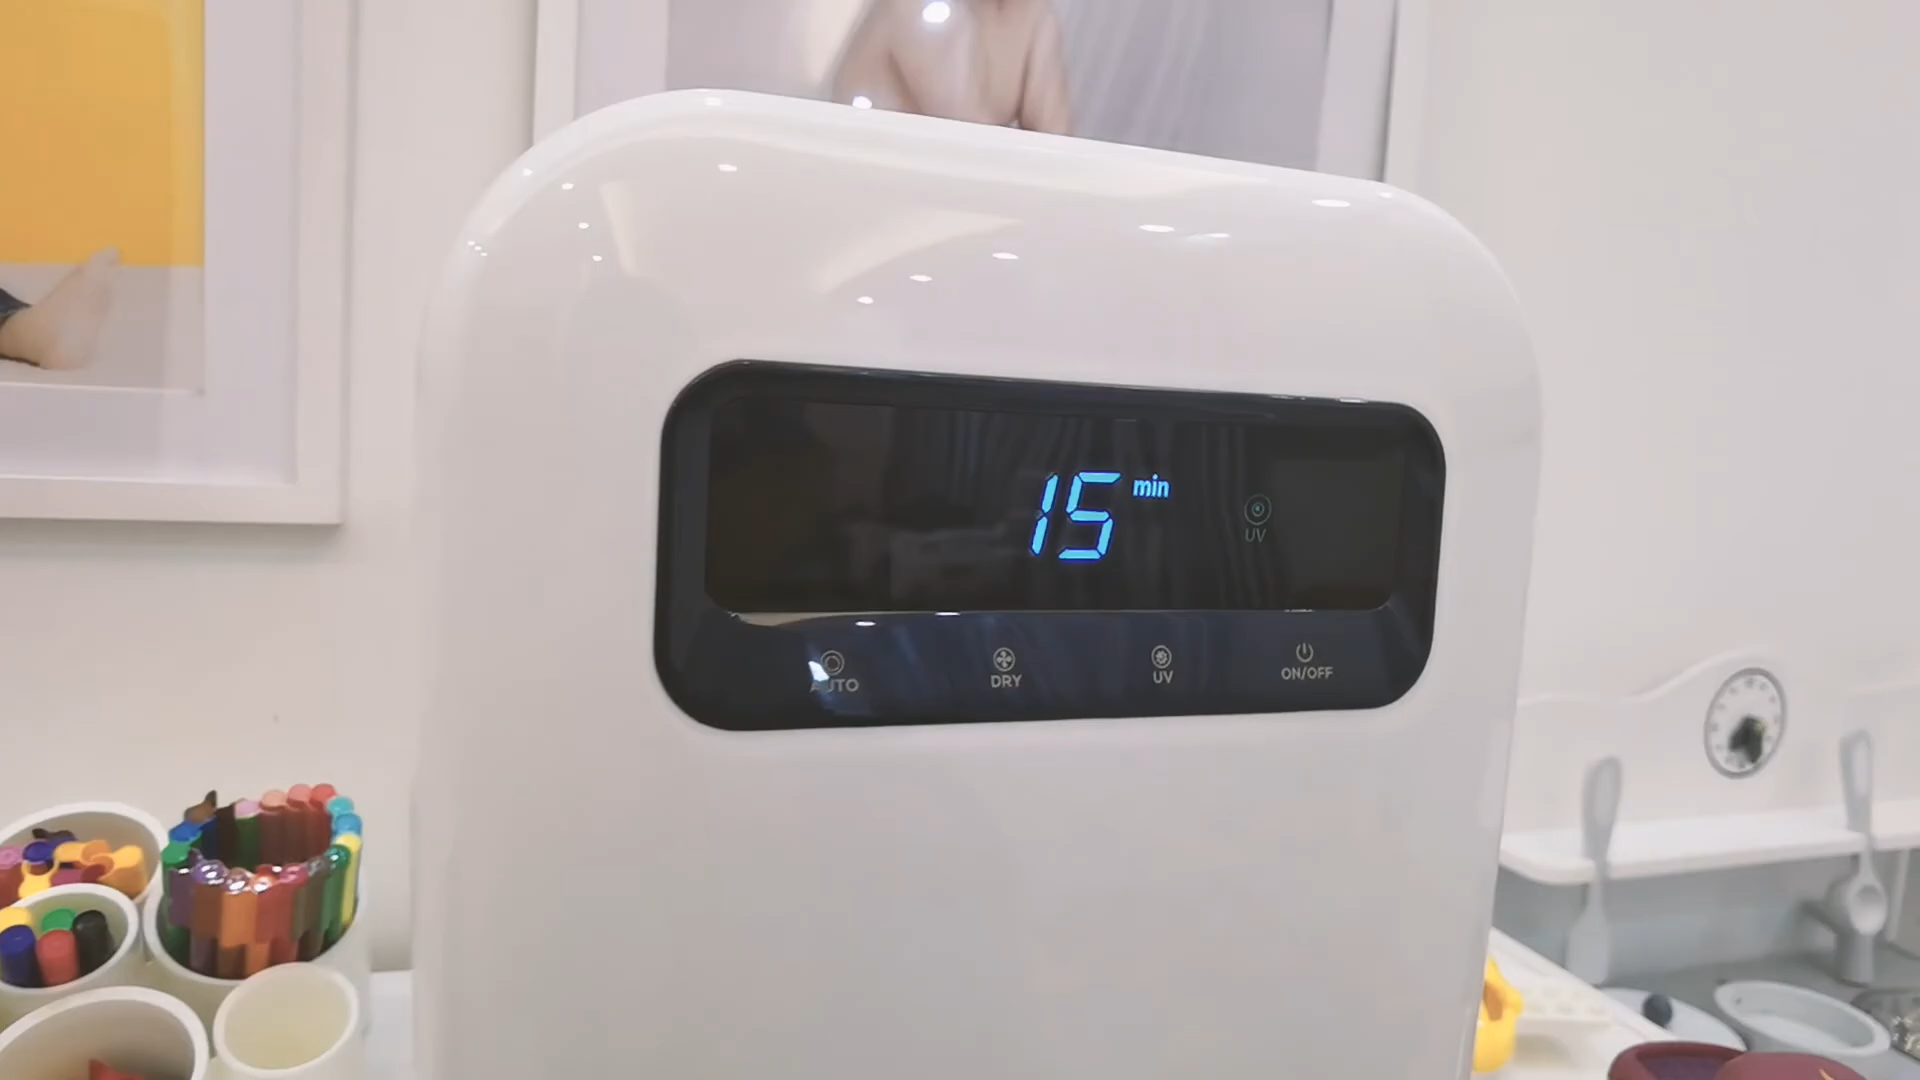 15 min
UV
AUTO
DRY
UV
ON/OFF